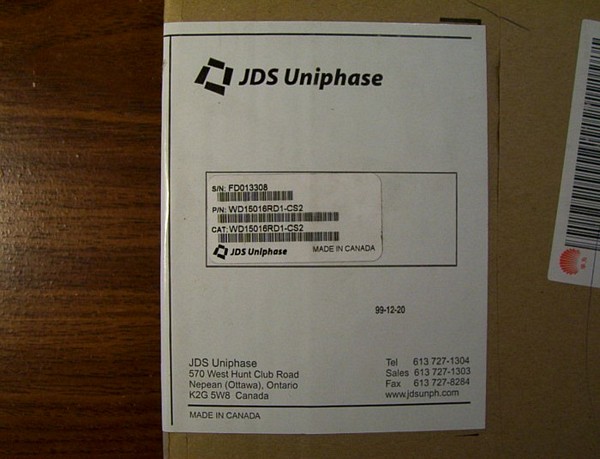 JDS Uniphase
S/N: FD013308
P/N: WD15016RD1-CS2
CAT: WD15016RD1-CS2
JDS Uniphase MADE IN CANADA
99-12-20
JDS Uniphase
570 West Hunt Club Road
Nepean (Ottawa), Ontario
K2G 5W8 Canada
Tel 613 727-1304
Sales 613 727-1303
Fax 613 727-8284
www.jdsunph.com
MADE IN CANADA